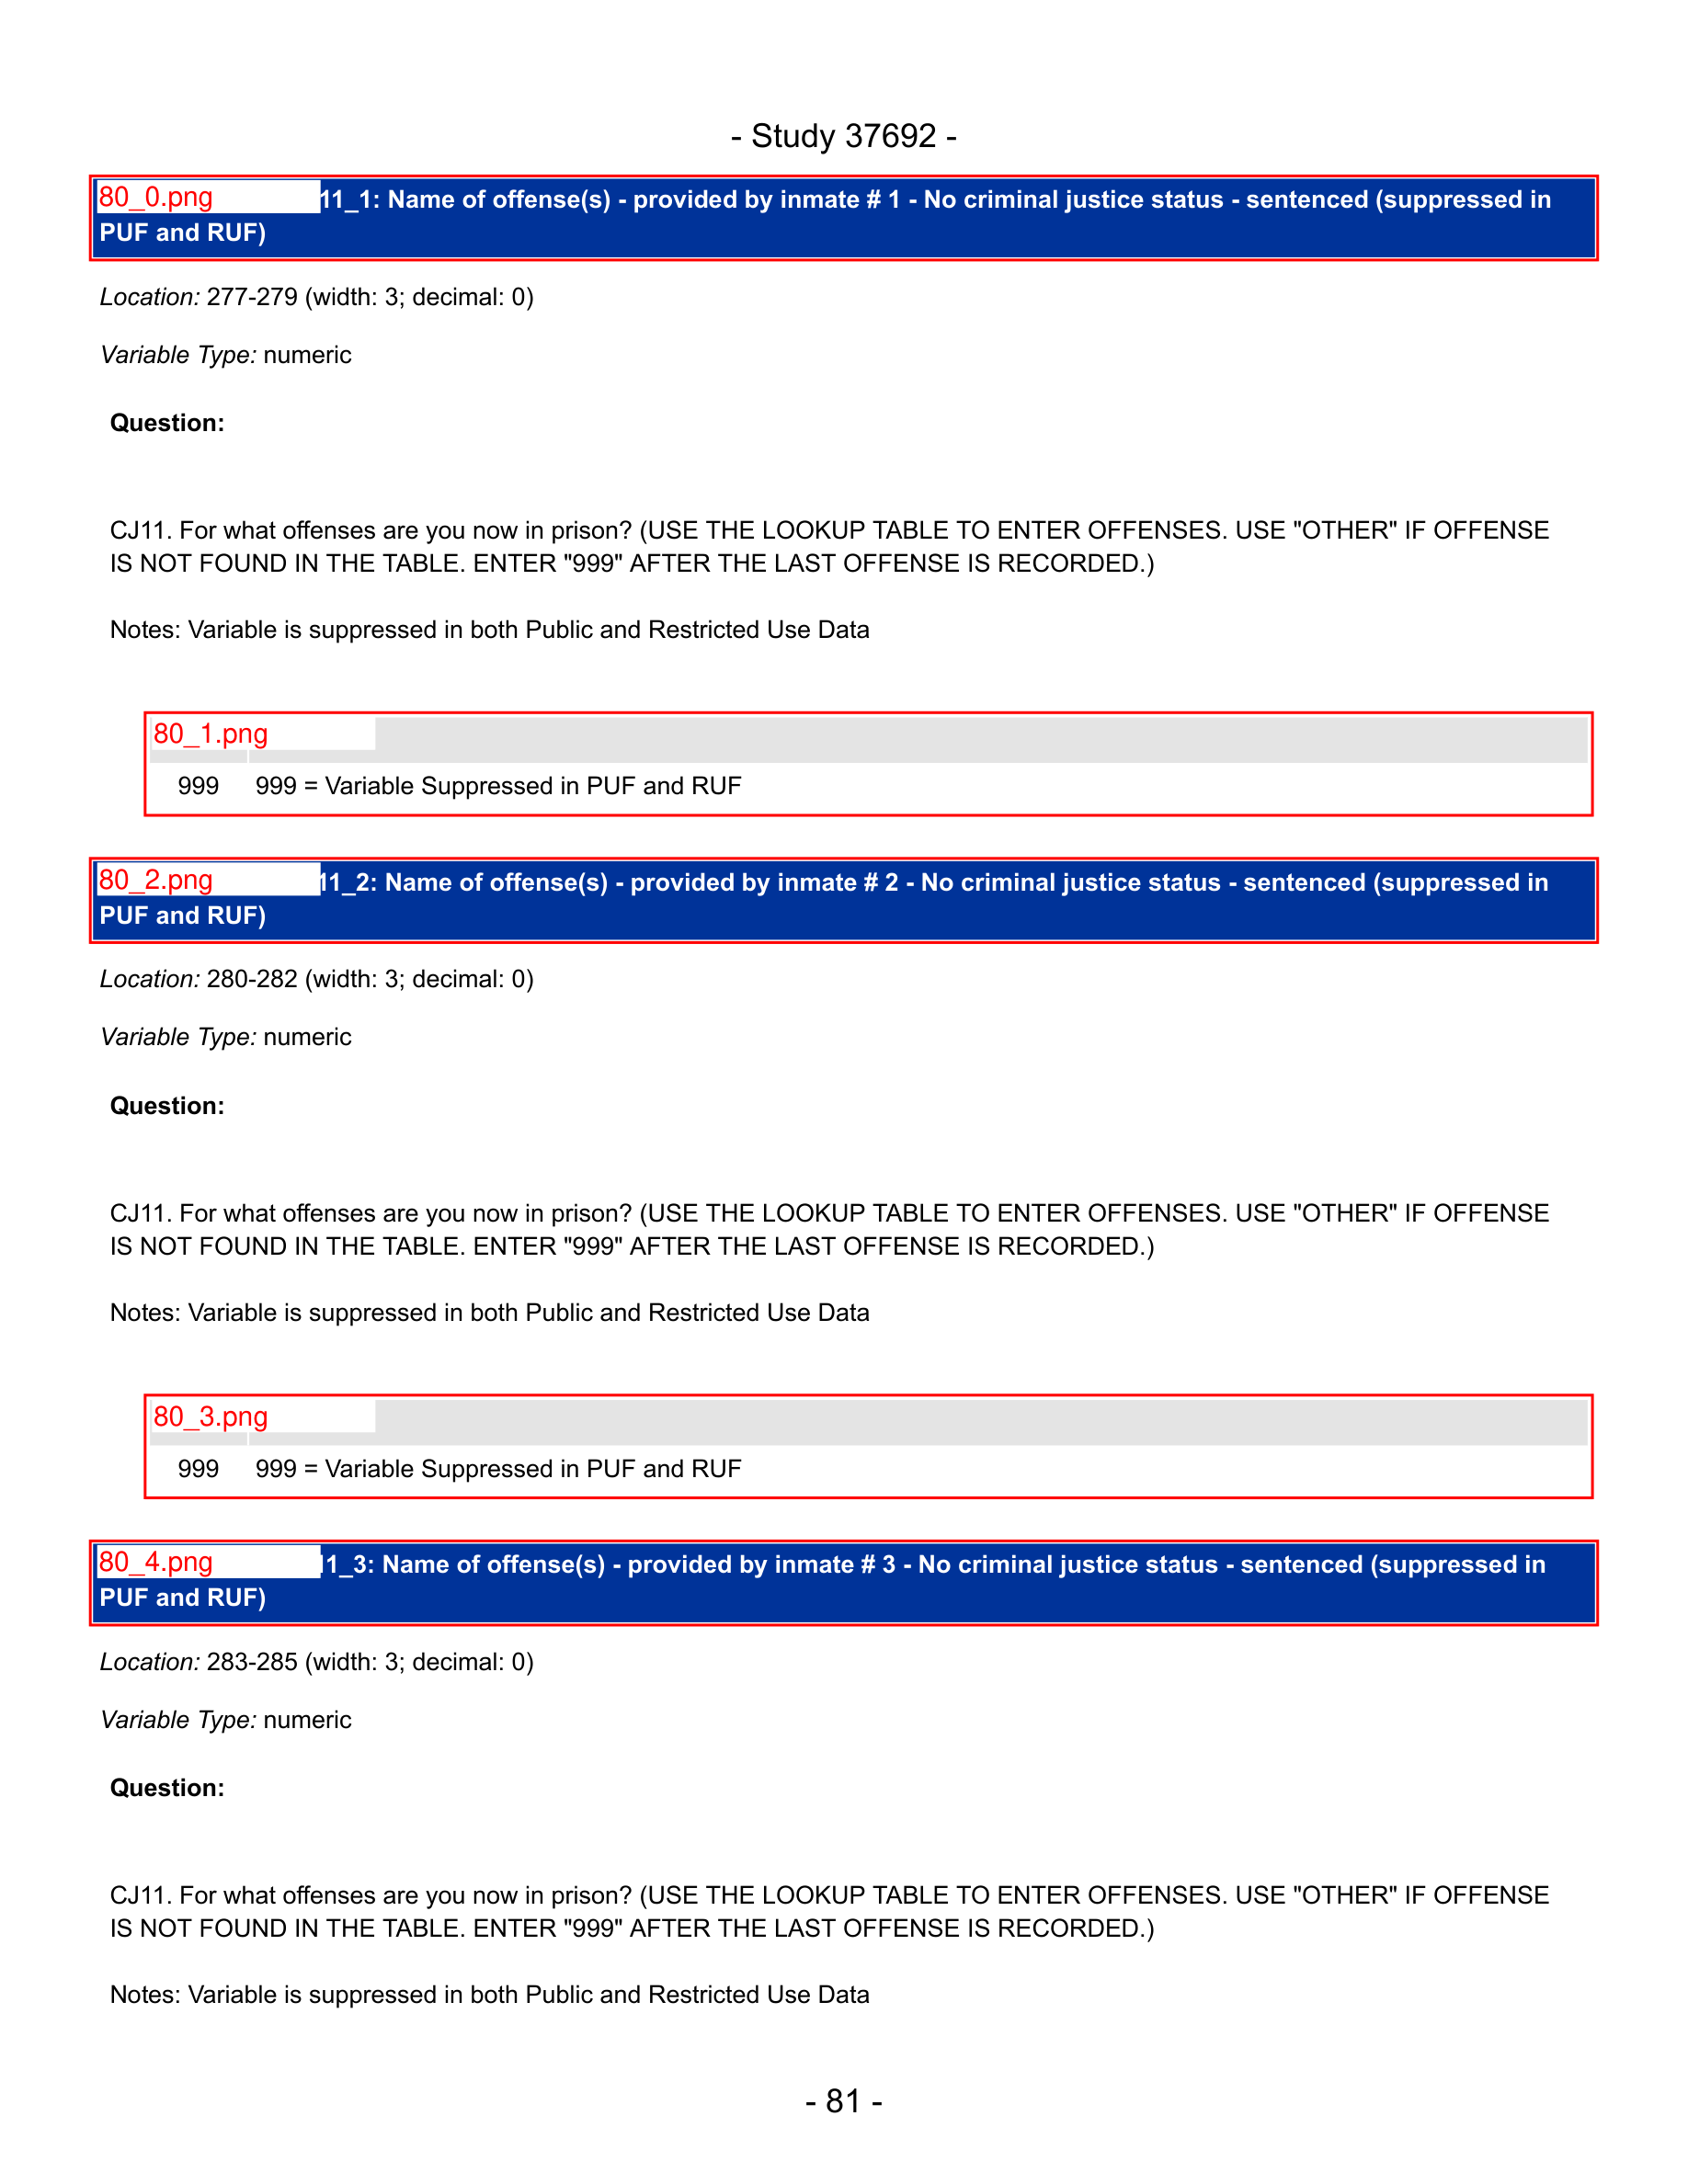 - Study 37692 -
80_0.png 11_1: Name of offense(s) - provided by inmate # 1 - No criminal justice status - sentenced (suppressed in
PUF and RUF)
Location: 277-279 (width: 3; decimal: 0)
Variable Type: numeric
Question:
CJ11. For what offenses are you now in prison? (USE THE LOOKUP TABLE TO ENTER OFFENSES. USE "OTHER" IF OFFENSE
IS NOT FOUND IN THE TABLE. ENTER "999" AFTER THE LAST OFFENSE IS RECORDED.)
Notes: Variable is suppressed in both Public and Restricted Use Data
80_1.png
999 999 = Variable Suppressed in PUF and RUF
80_2.png 11_2: Name of offense(s) - provided by inmate # 2 - No criminal justice status - sentenced (suppressed in
PUF and RUF)
Location: 280-282 (width: 3; decimal: 0)
Variable Type: numeric
Question:
CJ11. For what offenses are you now in prison? (USE THE LOOKUP TABLE TO ENTER OFFENSES. USE "OTHER" IF OFFENSE
IS NOT FOUND IN THE TABLE. ENTER "999" AFTER THE LAST OFFENSE IS RECORDED.)
Notes: Variable is suppressed in both Public and Restricted Use Data
80_3.png
999 999 = Variable Suppressed in PUF and RUF
80_4.png 1_3: Name of offense(s) - provided by inmate # 3 - No criminal justice status - sentenced (suppressed in
PUF and RUF)
Location: 283-285 (width: 3; decimal: 0)
Variable Type: numeric
Question:
CJ11. For what offenses are you now in prison? (USE THE LOOKUP TABLE TO ENTER OFFENSES. USE "OTHER" IF OFFENSE
IS NOT FOUND IN THE TABLE. ENTER "999" AFTER THE LAST OFFENSE IS RECORDED.)
Notes: Variable is suppressed in both Public and Restricted Use Data
- 81 -